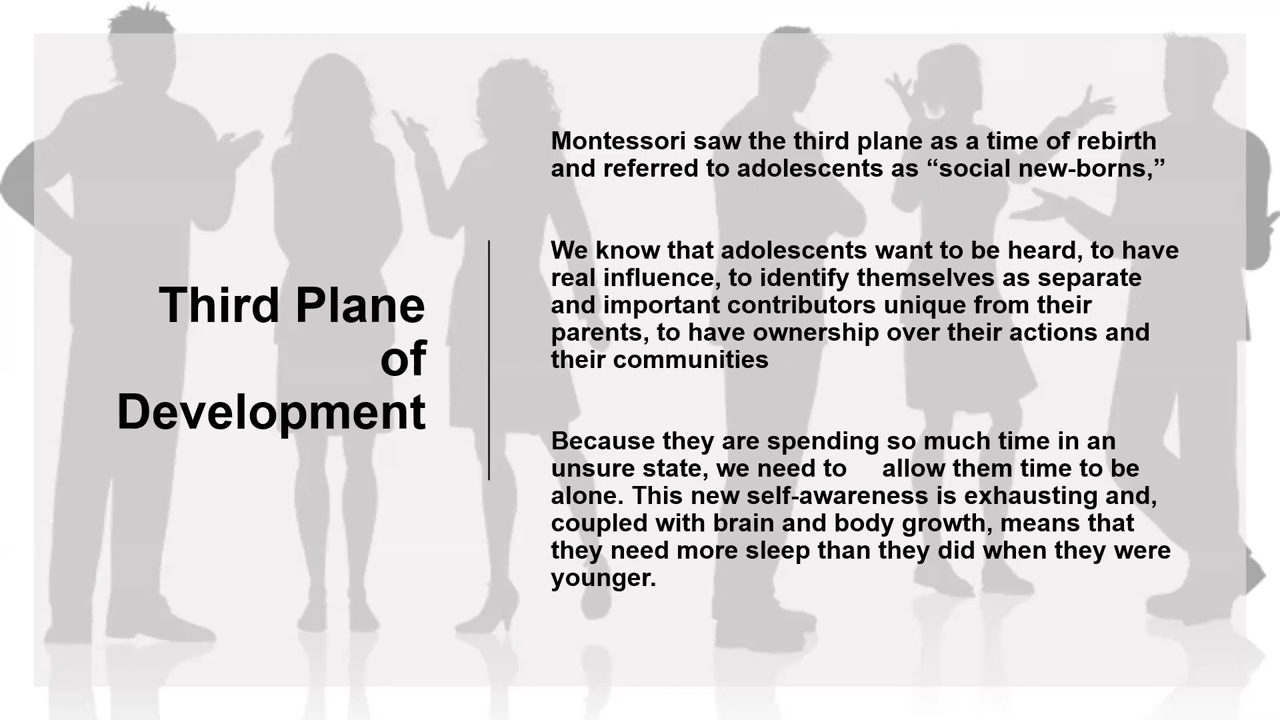 Third Plane
of
Development
Montessori saw the third plane as a time of rebirth
and referred to adolescents as “social new-borns,”
We know that adolescents want to be heard, to have
real influence, to identify themselves as separate
and important contributors unique from their
parents, to have ownership over their actions and
their communities
Because they are spending so much time in an
unsure state, we need to allow them time to be
alone. This new self-awareness is exhausting and,
coupled with brain and body growth, means that
they need more sleep than they did when they were
younger.